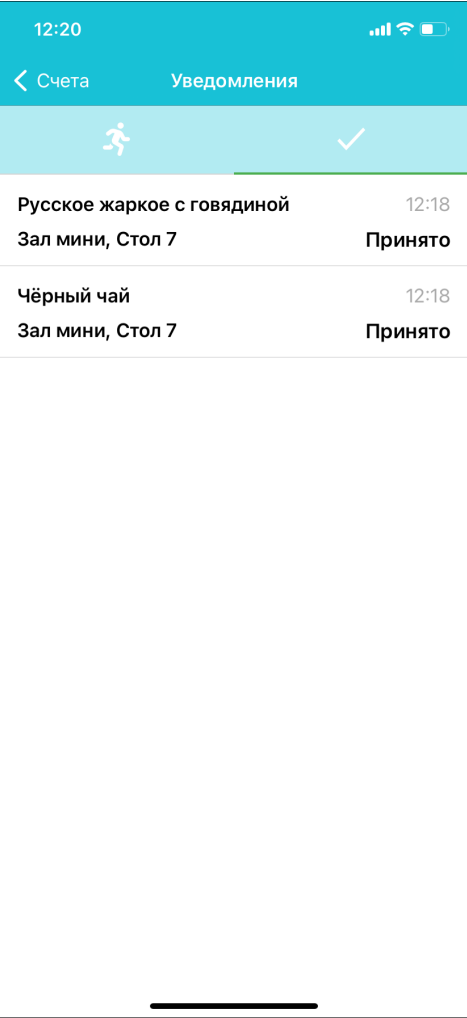 12:20
Счета
Уведомления
Русское жаркое с говядиной 12:18
Зал мини, Стол 7 Принято
Чёрный чай 12:18
Зал мини, Стол 7 Принято